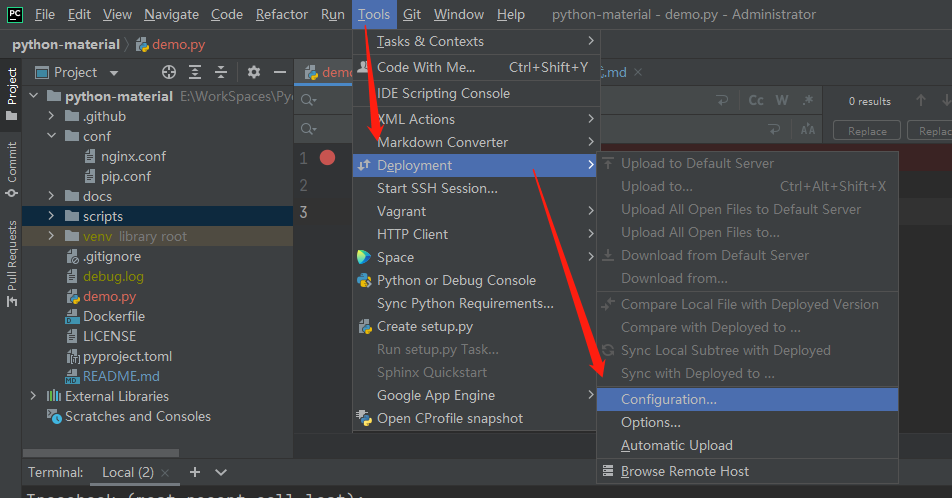 PC File Edit View Navigate Code Refactor Run Tools Git Window Help python-material - demo.py - Administrator
python-material demo.py
Project
Project
python-material E:\WorkSpaces\Pyc
.github
conf
nginx.conf
pip.conf
docs
scripts
venv library root
.gitignore
debug.log
demo.py
Dockerfile
LICENSE
pyproject.toml
README.md
External Libraries
Scratches and Consoles
Commit
Pull Requests
Tasks & Contexts
Code With Me... Ctrl+Shift+Y
IDE Scripting Console
XML Actions
Markdown Converter
Deployment
Start SSH Session...
Vagrant
HTTP Client
Space
Python or Debug Console
Sync Python Requirements...
Create setup.py
Run setup.py Task...
Sphinx Quickstart
Google App Engine
Open CProfile snapshot
.md
Cc W .* 0 results
Replace
1
2
3
Upload to Default Server
Upload to... Ctrl+Alt+Shift+X
Upload All Open Files to Default Server
Upload All Open Files to...
Download from Default Server
Download from...
Compare Local File with Deployed Version
Compare with Deployed to ...
Sync Local Subtree with Deployed
Sync with Deployed to ...
Configuration...
Options...
Automatic Upload
Browse Remote Host
Terminal: Local (2) +